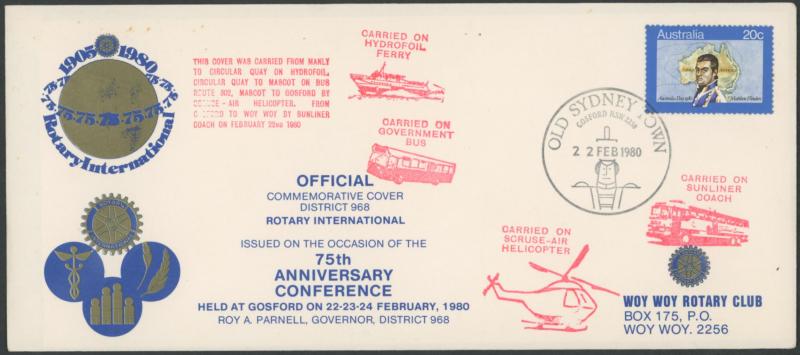 1905 1980
75·75·75·75·75
Rotary International
THIS COVER WAS CARRIED FROM MANLY
TO CIRCULAR QUAY ON HYDROFOIL,
CIRCULAR QUAY TO MASCOT ON BUS
ROUTE 302, MASCOT TO GOSFORD BY
SCRUSE-AIR HELICOPTER. FROM
GOSFORD TO WOY WOY BY SUNLINER
COACH ON FEBRUARY 22ND 1980
CARRIED ON
HYDROFOIL
FERRY
CARRIED ON
GOVERNMENT
BUS
Australia 20c
Australia Day 1980
Matthew Flinders
OLD SYDNEY TOWN
GOSFORD NSW 2250
22 FEB 1980
CARRIED ON
SUNLINER
COACH
CARRIED ON
SCRUSE-AIR
HELICOPTER
ROTARY
INTERNATIONAL
OFFICIAL
COMMEMORATIVE COVER
DISTRICT 968
ROTARY INTERNATIONAL
ISSUED ON THE OCCASION OF THE
75th
ANNIVERSARY
CONFERENCE
HELD AT GOSFORD ON 22-23-24 FEBRUARY, 1980
ROY A. PARNELL, GOVERNOR, DISTRICT 968
WOY WOY ROTARY CLUB
BOX 175, P.O.
WOY WOY. 2256